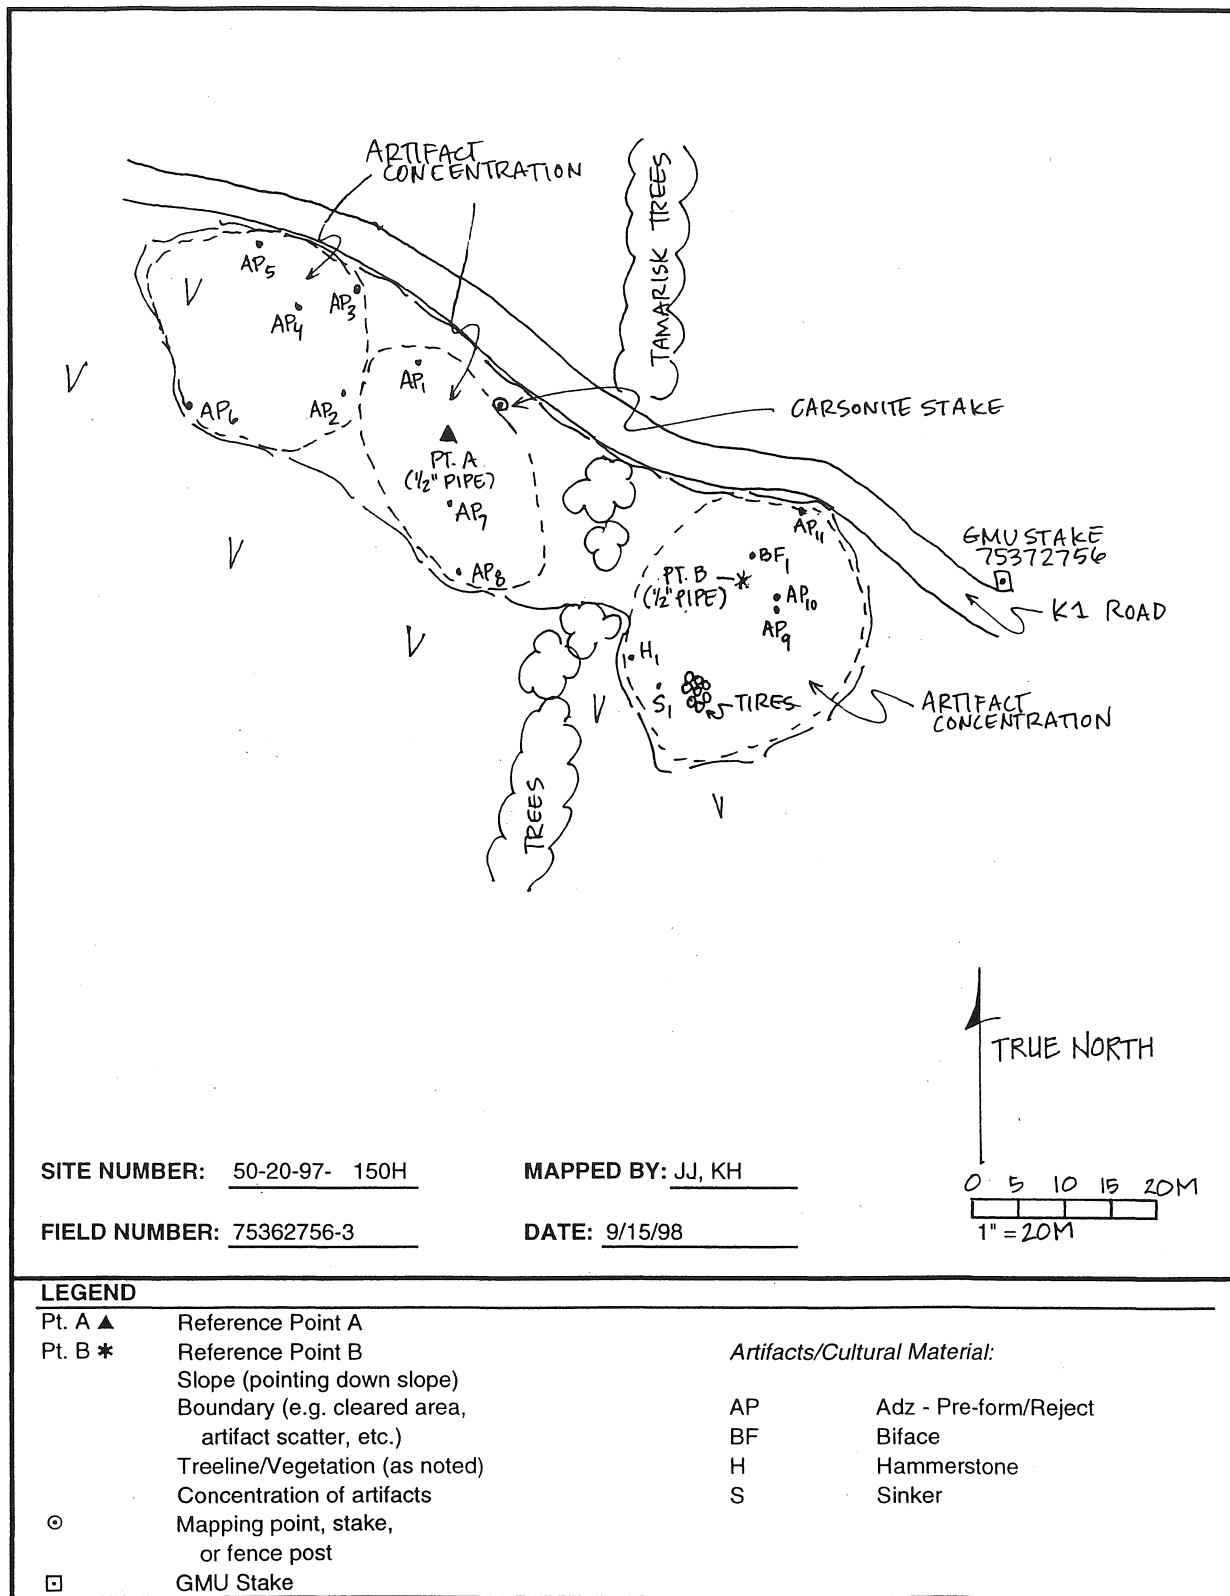 ARTIFACT
CONCENTRATION
TAMARISK TREES
AP5
AP4
AP3
AP6
AP2
AP1
CARSONITE STAKE
PT. A
(1/2" PIPE)
AP7
AP8
AP11
BF1
PT. B
(1/2" PIPE)
AP10
AP9
GMU STAKE
75372756
K1 ROAD
H1
S1
TIRES
ARTIFACT
CONCENTRATION
TREES
TRUE NORTH
0 5 10 15 20M
1" = 20M
SITE NUMBER: 50-20-97- 150H
MAPPED BY: JJ, KH
FIELD NUMBER: 75362756-3
DATE: 9/15/98
LEGEND
Pt. A ▲ Reference Point A
Pt. B * Reference Point B
Slope (pointing down slope)
Boundary (e.g. cleared area,
artifact scatter, etc.)
Treeline/Vegetation (as noted)
Concentration of artifacts
Mapping point, stake,
or fence post
GMU Stake
Artifacts/Cultural Material:
AP Adz - Pre-form/Reject
BF Biface
H Hammerstone
S Sinker